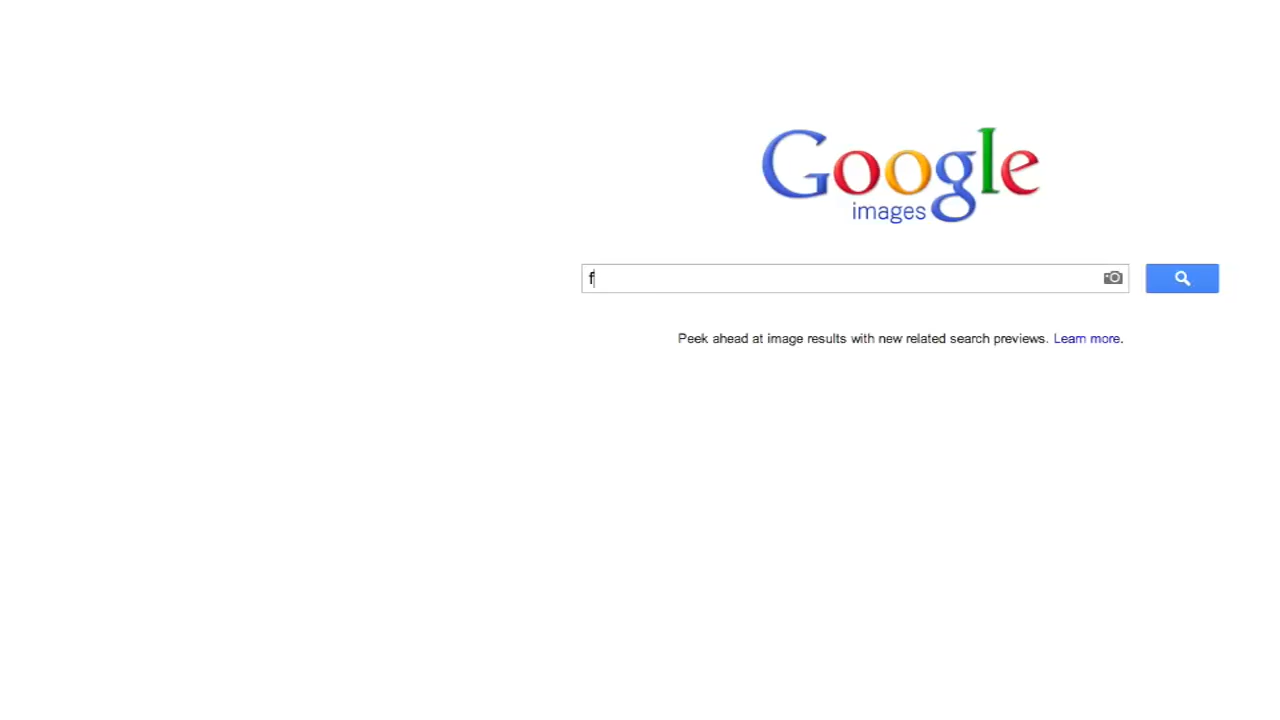 Google
images
f
Peek ahead at image results with new related search previews. Learn more.